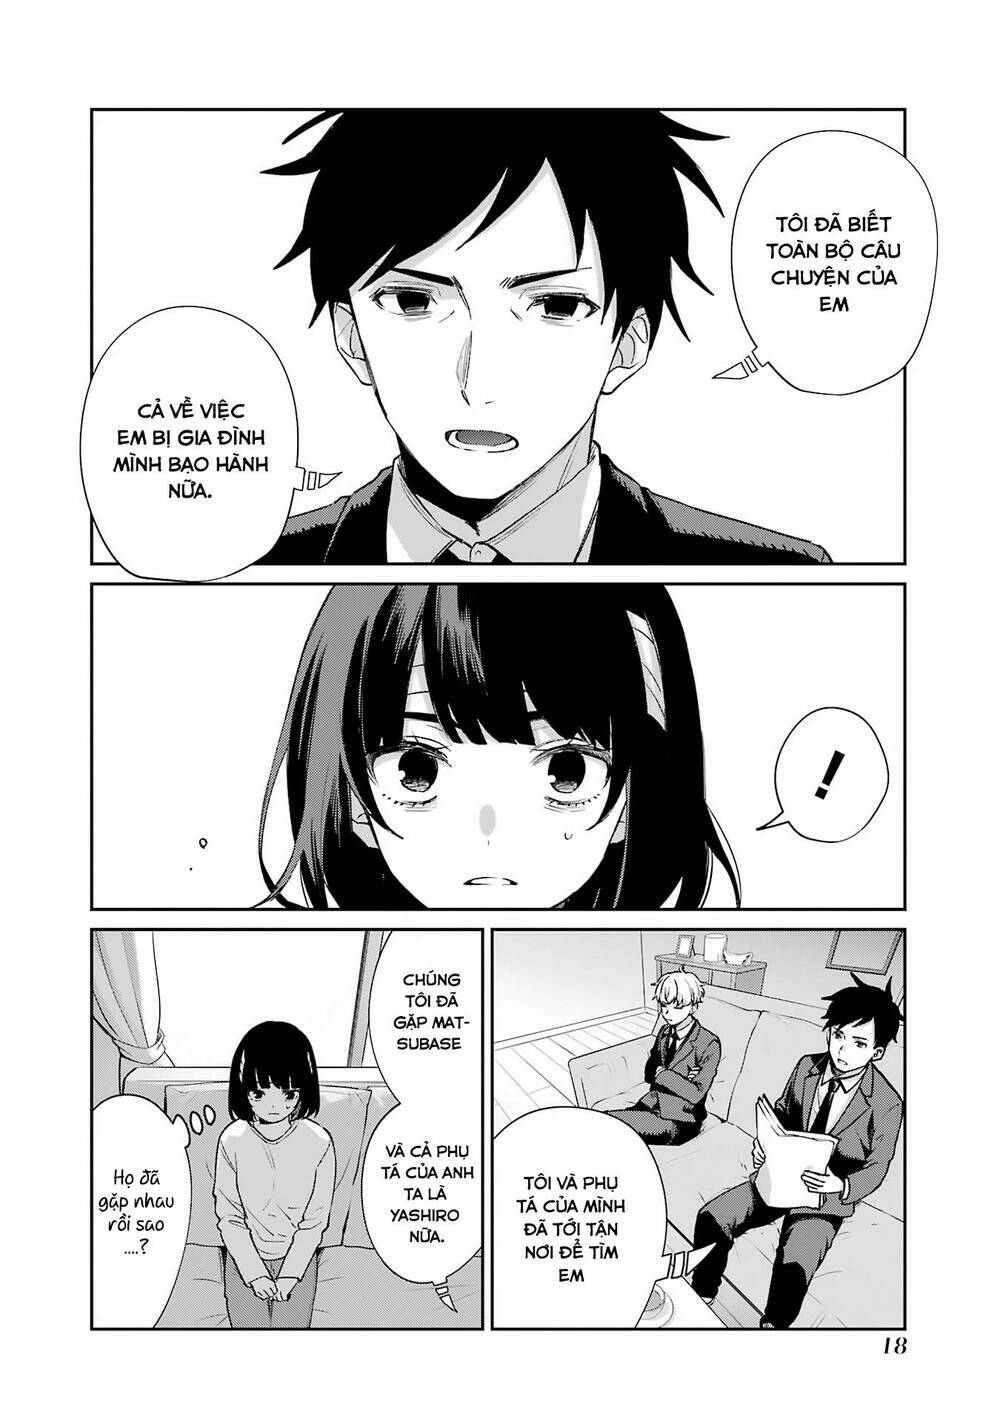 TÔI ĐÃ BIẾT
TOÀN BỘ CÂU
CHUYỆN CỦA
EM
CẢ VỀ VIỆC
EM BỊ GIA ĐÌNH
MÌNH BẠO HÀNH
NỮA.
!
TÔI VÀ PHỤ
TÁ CỦA MÌNH
ĐÃ TỚI TẬN
NƠI ĐỂ TÌM
EM
CHÚNG
TÔI ĐÃ
GẶP MAT-
SUBASE
VÀ CẢ PHỤ
TÁ CỦA ANH
TA LÀ
YASHIRO
NỮA.
Họ đã
gặp nhau
rồi sao
....?
18